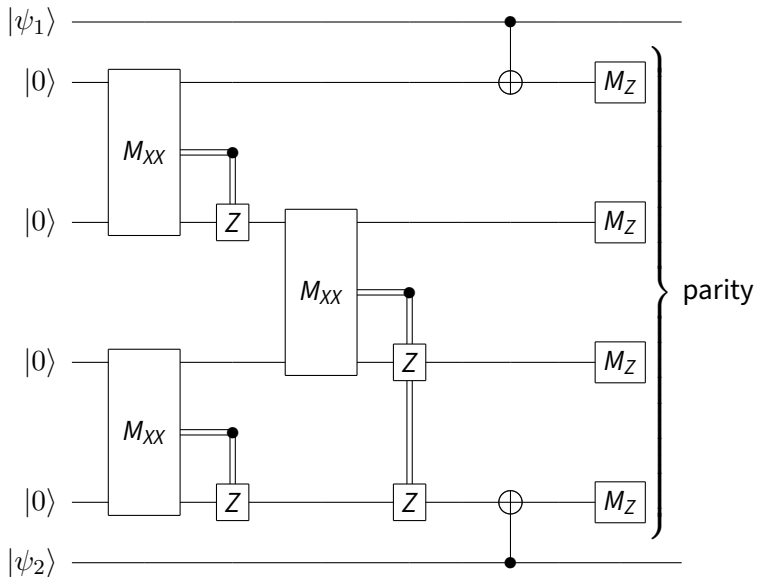 |ψ₁⟩
|0⟩ M_Z
M_XX
|0⟩ Z M_Z
M_XX parity
|0⟩ Z M_Z
M_XX
|0⟩ Z Z M_Z
|ψ₂⟩